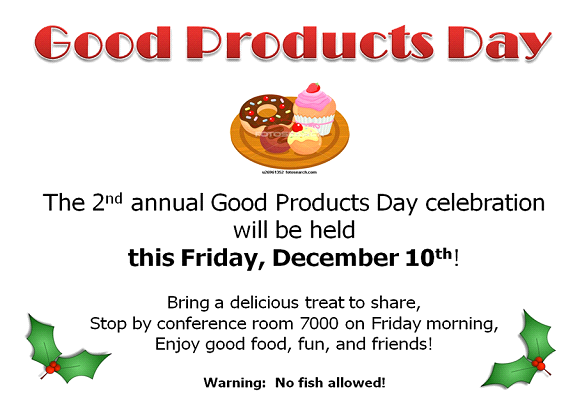 Good Products Day
The 2nd annual Good Products Day celebration
will be held
this Friday, December 10th!
Bring a delicious treat to share,
Stop by conference room 7000 on Friday morning,
Enjoy good food, fun, and friends!
Warning: No fish allowed!